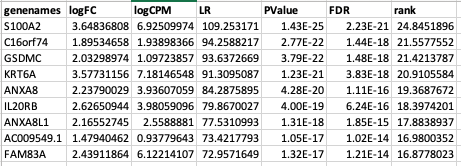 genenames logFC logCPM LR PValue FDR rank
S100A2 3.64836808 6.92509974 109.253171 1.43E-25 2.23E-21 24.8451896
C16orf74 1.89534658 1.93898366 94.2588217 2.77E-22 1.44E-18 21.5577552
GSDMC 2.03298974 1.09723857 93.6372669 3.79E-22 1.48E-18 21.4213787
KRT6A 3.57731156 7.18146548 91.3095087 1.23E-21 3.83E-18 20.9105584
ANXA8 2.23790029 3.93607059 84.2875895 4.28E-20 1.11E-16 19.3687672
IL20RB 2.62650944 3.98059096 79.8670027 4.00E-19 6.24E-16 18.3974201
ANXA8L1 2.16552745 2.5588881 77.5310993 1.31E-18 1.85E-15 17.8838937
AC009549.1 1.47940462 0.93779643 73.4217793 1.05E-17 1.02E-14 16.9800352
FAM83A 2.43911864 6.12214107 72.9571649 1.32E-17 1.21E-14 16.8778023